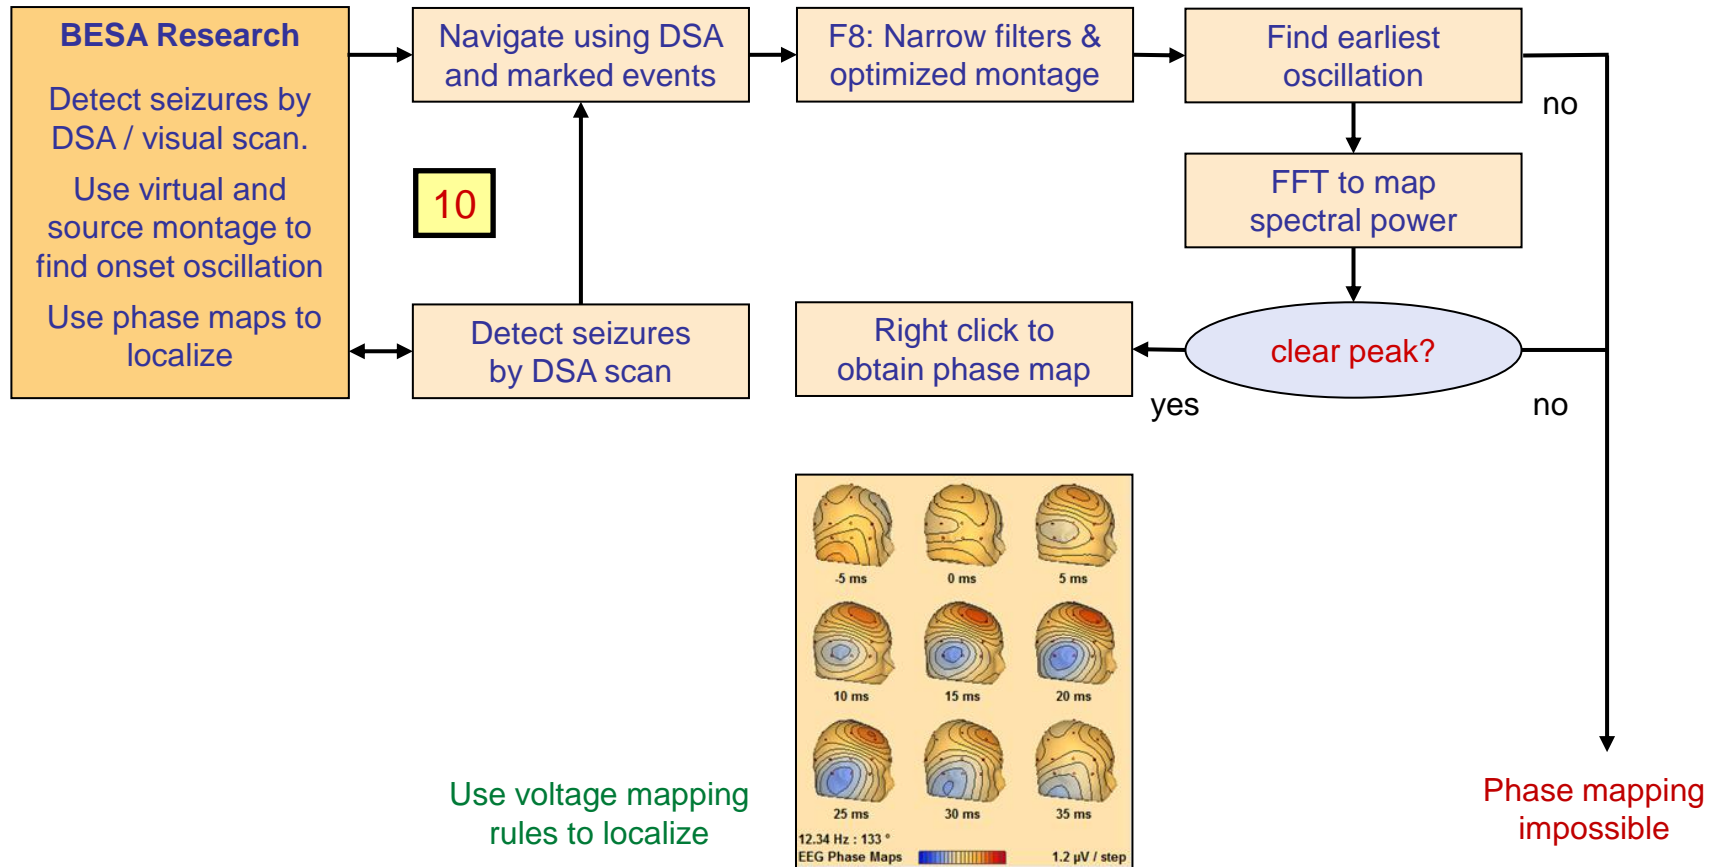 BESA Research
Detect seizures by
DSA / visual scan.
Use virtual and
source montage to
find onset oscillation
Use phase maps to
localize
Navigate using DSA
and marked events
F8: Narrow filters &
optimized montage
Find earliest
oscillation
no
10
FFT to map
spectral power
Detect seizures
by DSA scan
Right click to
obtain phase map
clear peak?
yes
no
-5 ms
0 ms
5 ms
10 ms
15 ms
20 ms
25 ms
30 ms
35 ms
12.34 Hz : 133 °
EEG Phase Maps
1.2 µV / step
Use voltage mapping
rules to localize
Phase mapping
impossible